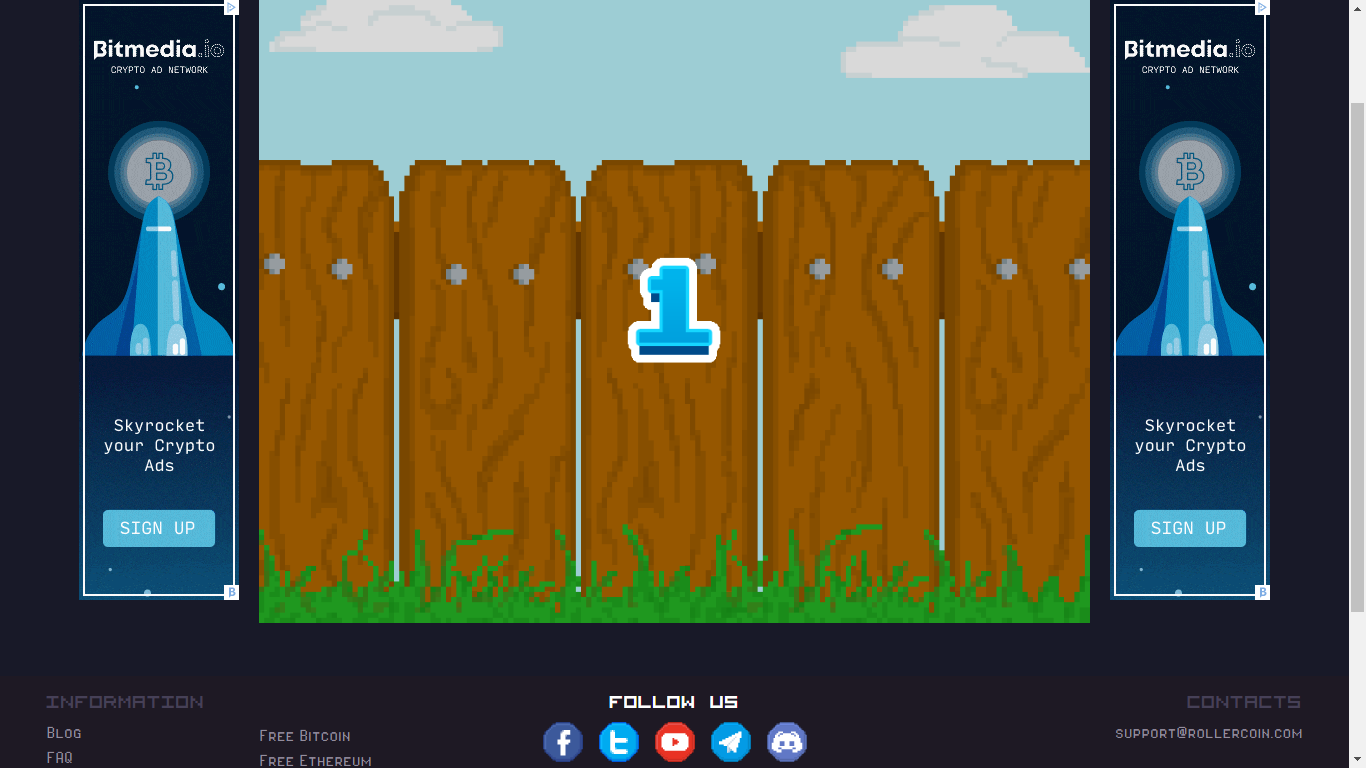 Bitmedia.io
CRYPTO AD NETWORK
Skyrocket
your Crypto
Ads
SIGN UP
1
Bitmedia.io
CRYPTO AD NETWORK
Skyrocket
your Crypto
Ads
SIGN UP
INFORMATION
Blog
FAQ
Free Bitcoin
Free Ethereum
FOLLOW US
CONTACTS
SUPPORT@ROLLERCOIN.COM